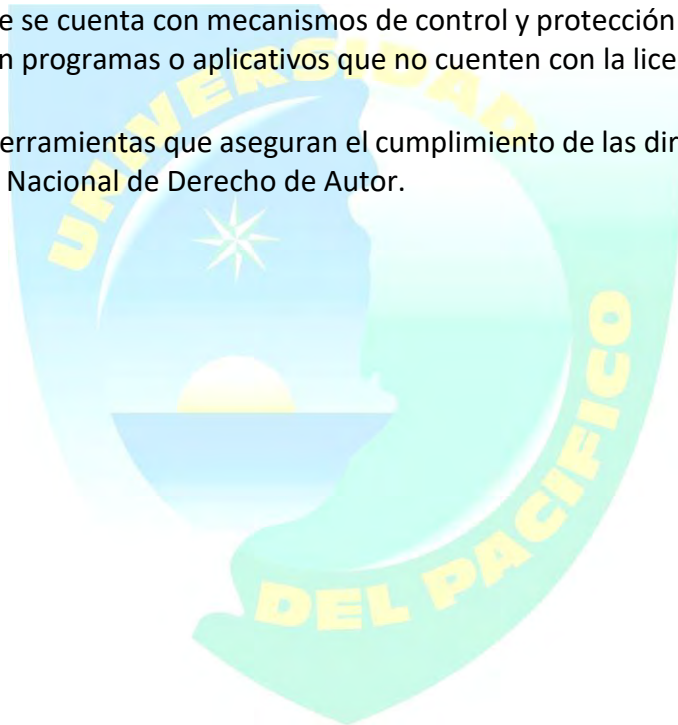 e se cuenta con mecanismos de control y protección
n programas o aplicativos que no cuenten con la lice
erramientas que aseguran el cumplimiento de las dir
Nacional de Derecho de Autor.
UNIVERSIDAD
DEL PACIFICO